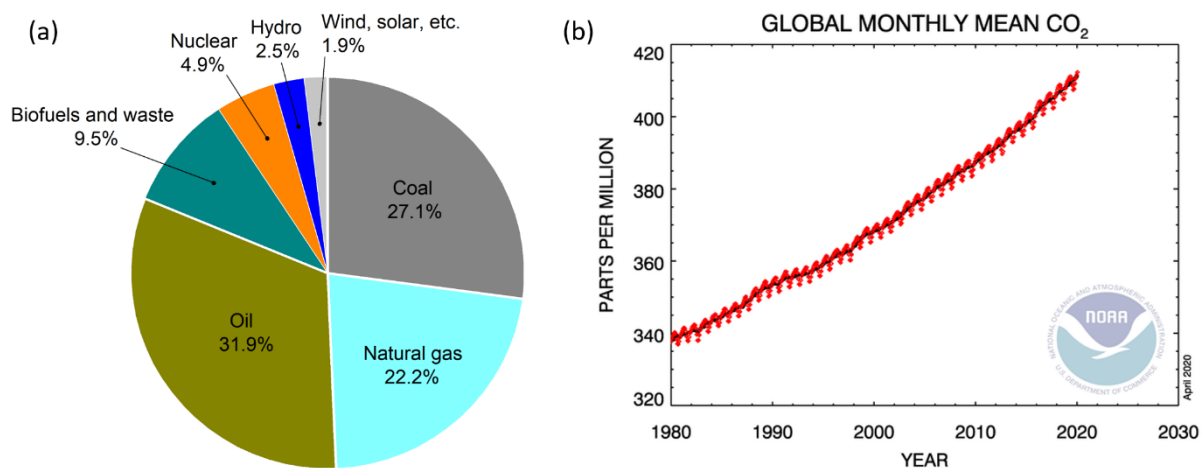 (a)
Wind, solar, etc.
1.9%
Hydro
2.5%
Nuclear
4.9%
Biofuels and waste
9.5%
Coal
27.1%
Oil
31.9%
Natural gas
22.2%
(b)
GLOBAL MONTHLY MEAN CO₂
PARTS PER MILLION
420
400
380
360
340
320
1980
1990
2000
2010
2020
2030
YEAR
NATIONAL OCEANIC AND ATMOSPHERIC ADMINISTRATION
NOAA
U.S. DEPARTMENT OF COMMERCE
April 2020